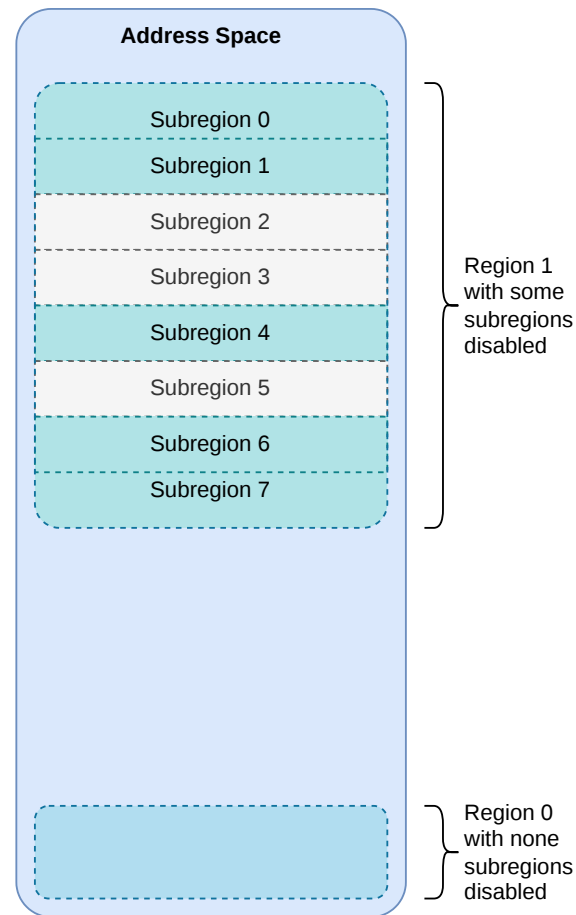 Address Space
Subregion 0
Subregion 1
Subregion 2
Subregion 3
Subregion 4
Subregion 5
Subregion 6
Subregion 7
Region 1
with some
subregions
disabled
Region 0
with none
subregions
disabled